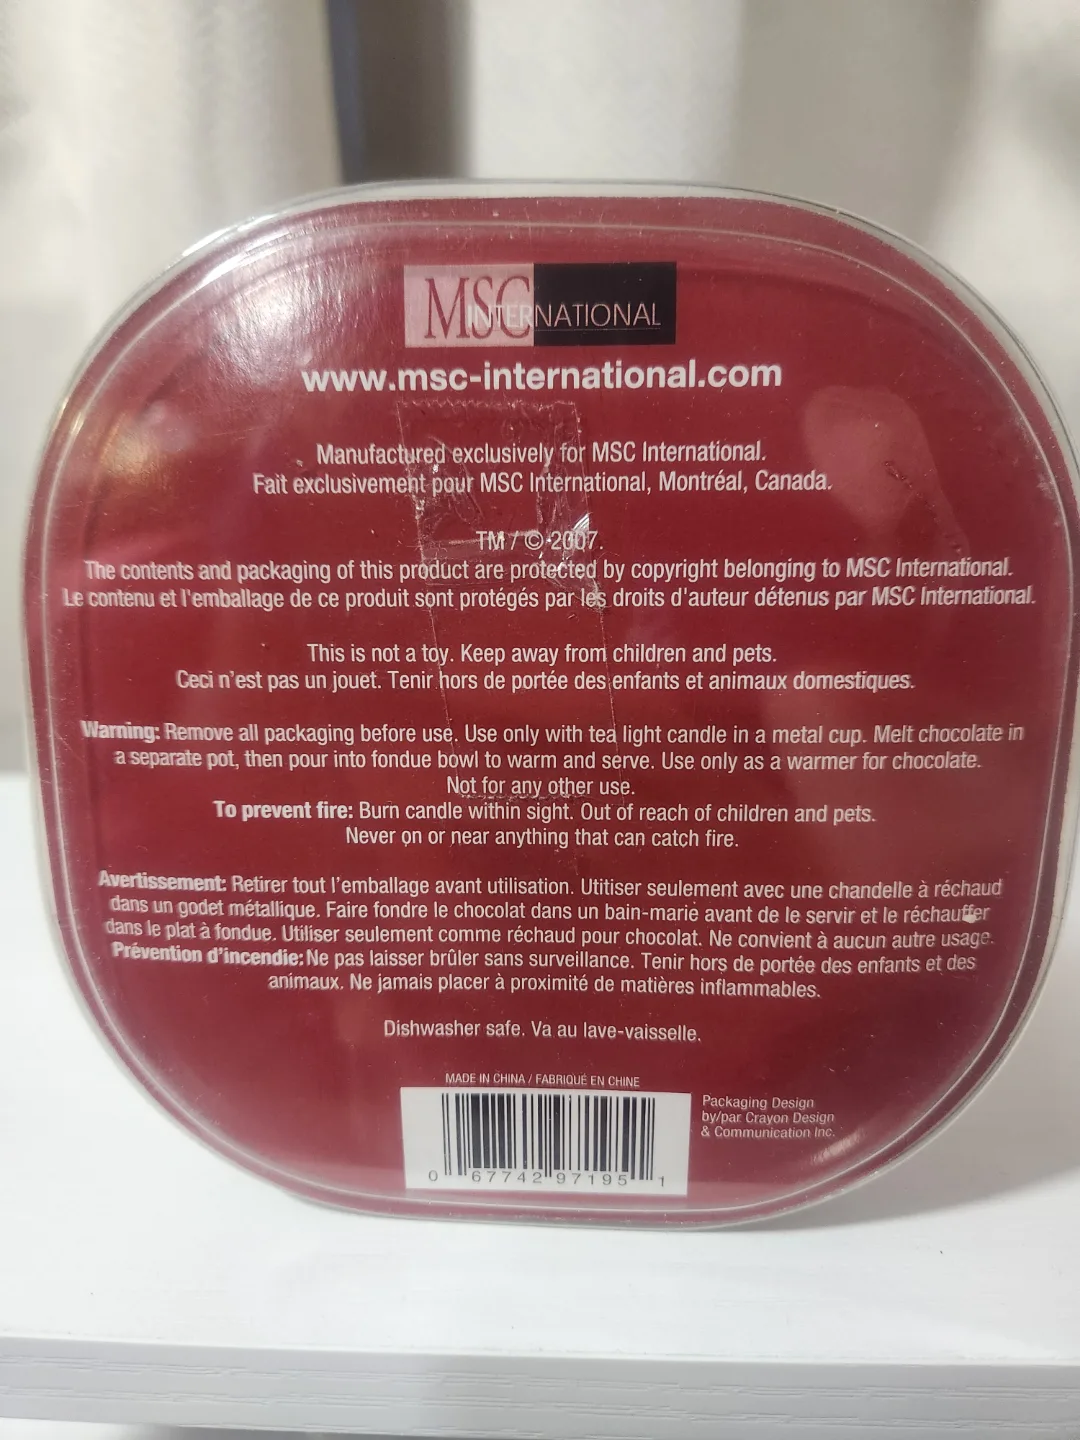 MSC INTERNATIONAL
www.msc-international.com
Manufactured exclusively for MSC International.
Fait exclusivement pour MSC International, Montréal, Canada.
TM / © 2007.
The contents and packaging of this product are protected by copyright belonging to MSC International.
Le contenu et l'emballage de ce produit sont protégés par les droits d'auteur détenus par MSC International.
This is not a toy. Keep away from children and pets.
Ceci n'est pas un jouet. Tenir hors de portée des enfants et animaux domestiques.
Warning: Remove all packaging before use. Use only with tea light candle in a metal cup. Melt chocolate in
a separate pot, then pour into fondue bowl to warm and serve. Use only as a warmer for chocolate.
Not for any other use.
To prevent fire: Burn candle within sight. Out of reach of children and pets.
Never on or near anything that can catch fire.
Avertissement: Retirer tout l'emballage avant utilisation. Utitiser seulement avec une chandelle à réchaud
dans un godet métallique. Faire fondre le chocolat dans un bain-marie avant de le servir et le réchauffer
dans le plat à fondue. Utiliser seulement comme réchaud pour chocolat. Ne convient à aucun autre usage.
Prévention d'incendie: Ne pas laisser brûler sans surveillance. Tenir hors de portée des enfants et des
animaux. Ne jamais placer à proximité de matières inflammables.
Dishwasher safe. Va au lave-vaisselle.
MADE IN CHINA / FABRIQUÉ EN CHINE
Packaging Design
by/par Crayon Design
& Communication Inc.
0 67742 97195 1